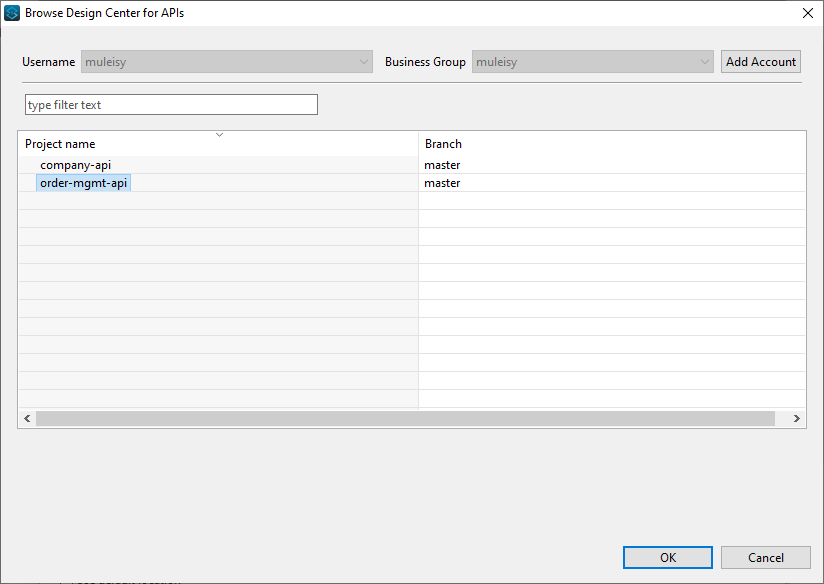 Browse Design Center for APIs
Username muleisy Business Group muleisy Add Account
type filter text
Project name Branch
company-api master
order-mgmt-api master
OK Cancel